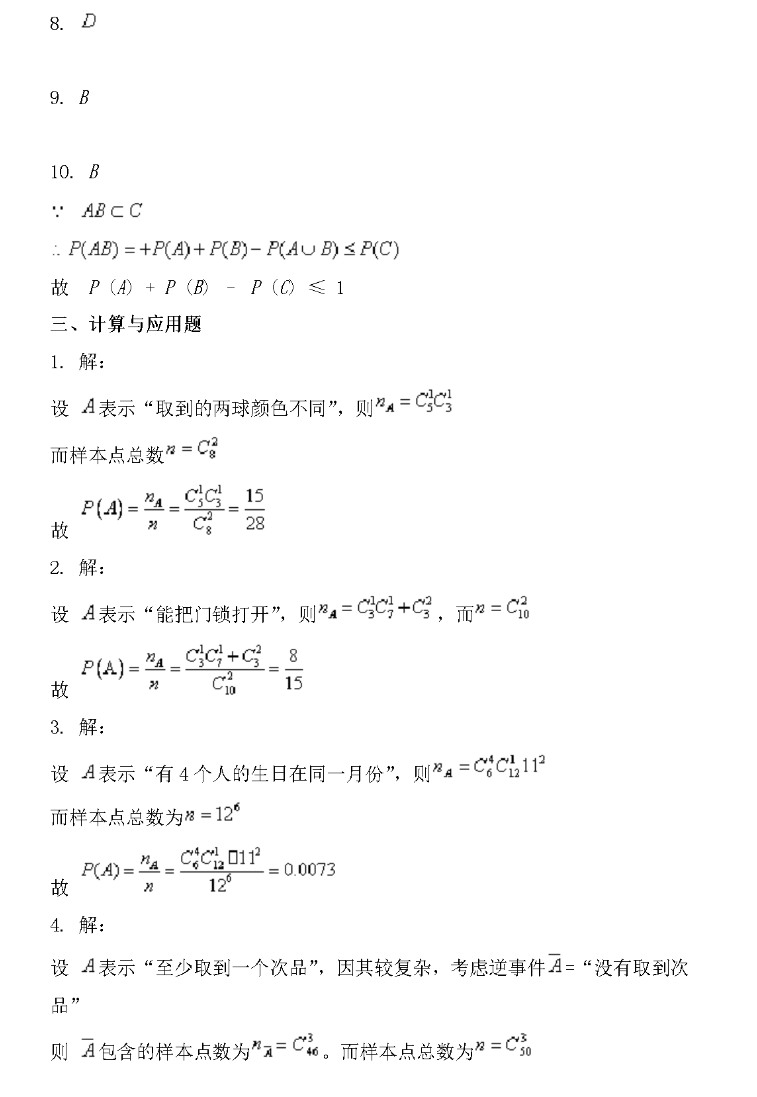 8. D
9. B
10. B
∵ AB⊂C
∴ P(AB)=+P(A)+P(B)−P(A∪B)≤P(C)
故 P(A) + P(B) - P(C) ≤ 1
三、计算与应用题
1. 解：
设 A表示“取到的两球颜色不同”，则 n_A = C_5^1 C_3^1
而样本点总数 n = C_8^2
故 P(A) = n_A/n = C_5^1 C_3^1 / C_8^2 = 15/28
2. 解：
设 A表示“能把门锁打开”，则 n_A = C_3^1 C_7^1 + C_3^2，而 n = C_10^2
故 P(A) = n_A/n = (C_3^1 C_7^1 + C_3^2) / C_10^2 = 8/15
3. 解：
设 A表示“有 4 个人的生日在同一月份”，则 n_A = C_6^4 C_12^1 11^2
而样本点总数为 n = 12^6
故 P(A) = n_A/n = C_6^4 C_12^1 □11^2 / 12^6 = 0.0073
4. 解：
设 A表示“至少取到一个次品”，因其较复杂，考虑逆事件 A̅=“没有取到次
品”
则 A̅包含的样本点数为 n_A̅ = C_46^3。而样本点总数为 n = C_50^3